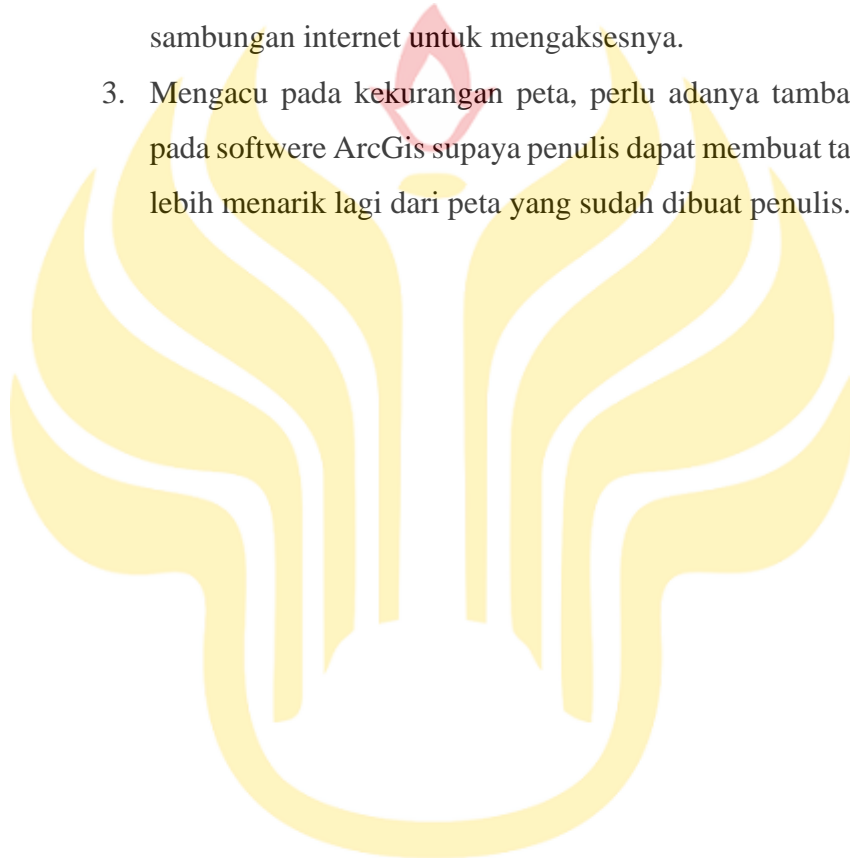 sambungan internet untuk mengaksesnya.
3. Mengacu pada kekurangan peta, perlu adanya tamba
pada softwere ArcGis supaya penulis dapat membuat ta
lebih menarik lagi dari peta yang sudah dibuat penulis.